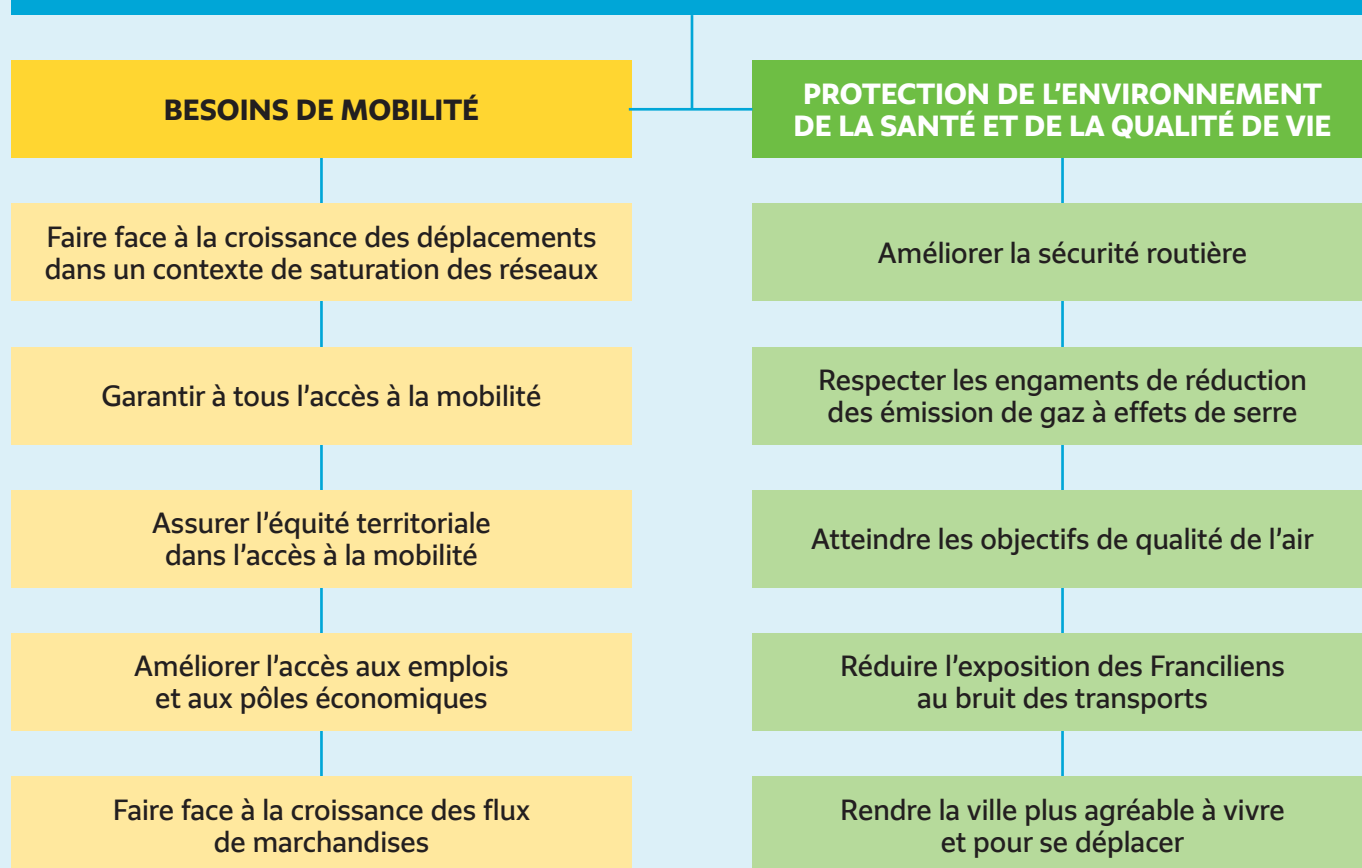 BESOINS DE MOBILITÉ
Faire face à la croissance des déplacements
dans un contexte de saturation des réseaux
Garantir à tous l'accès à la mobilité
Assurer l'équité territoriale
dans l'accès à la mobilité
Améliorer l'accès aux emplois
et aux pôles économiques
Faire face à la croissance des flux
de marchandises
PROTECTION DE L'ENVIRONNEMENT
DE LA SANTÉ ET DE LA QUALITÉ DE VIE
Améliorer la sécurité routière
Respecter les engaments de réduction
des émission de gaz à effets de serre
Atteindre les objectifs de qualité de l'air
Réduire l'exposition des Franciliens
au bruit des transports
Rendre la ville plus agréable à vivre
et pour se déplacer